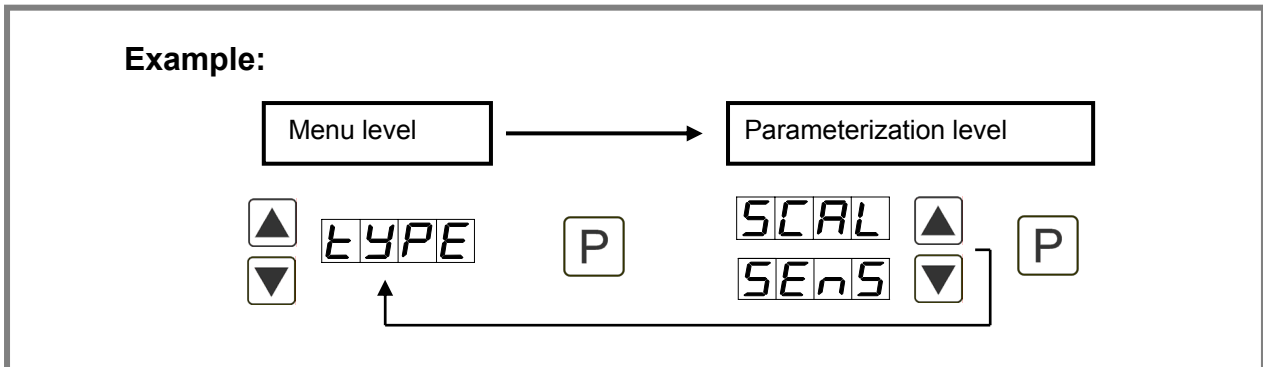 Example:
Menu level
Parameterization level
tYPE
P
SCAL
SEnS
P